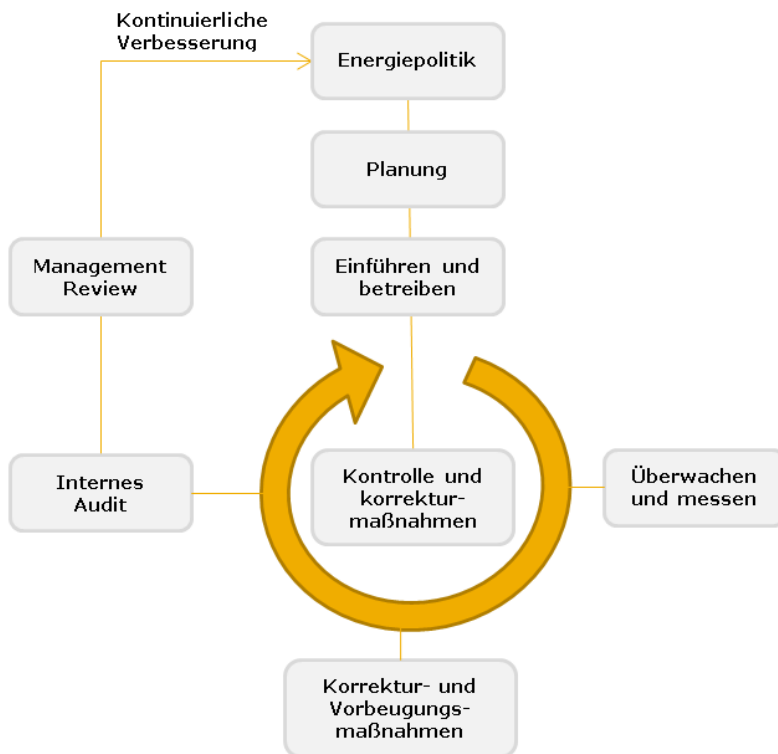 Kontinuierliche
Verbesserung
Energiepolitik
Planung
Management
Review
Einführen und
betreiben
Internes
Audit
Kontrolle und
korrektur-
maßnahmen
Überwachen
und messen
Korrektur- und
Vorbeugungs-
maßnahmen